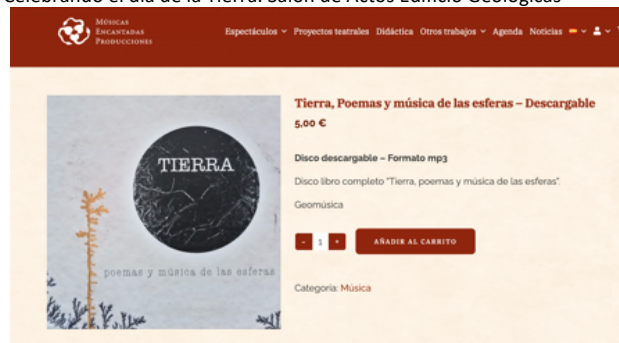 Celebrando el día de la Tierra. Salón de Actos Edificio Geológicas
Músicas
Encantadas
Producciones
Espectáculos Proyectos teatrales Didáctica Otros trabajos Agenda Noticias
Tierra, Poemas y música de las esferas – Descargable
5,00 €
Disco descargable – Formato mp3
Disco libro completo "Tierra, poemas y música de las esferas".
Geomúsica
- 1 + AÑADIR AL CARRITO
Categoría: Música
TIERRA
poemas y música de las esferas